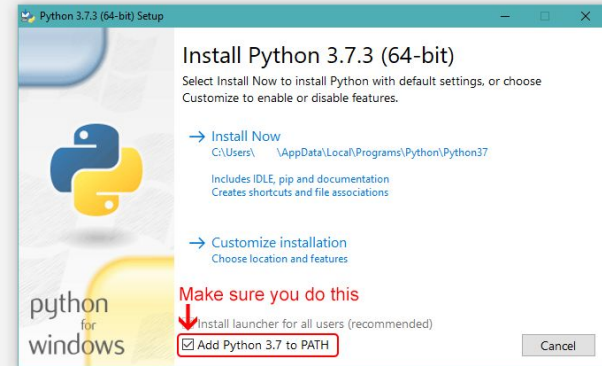 Python 3.7.3 (64-bit) Setup
Install Python 3.7.3 (64-bit)
Select Install Now to install Python with default settings, or choose
Customize to enable or disable features.
Install Now
C:\Users\ \AppData\Local\Programs\Python\Python37
Includes IDLE, pip and documentation
Creates shortcuts and file associations
Customize installation
Choose location and features
Make sure you do this
Install launcher for all users (recommended)
Add Python 3.7 to PATH
Cancel
python
for
windows